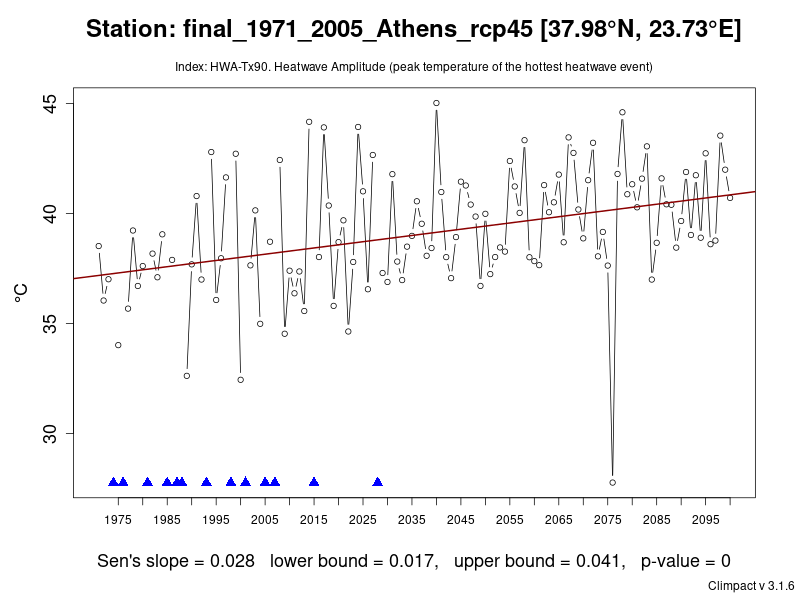 Station: final_1971_2005_Athens_rcp45 [37.98°N, 23.73°E]
Index: HWA-Tx90. Heatwave Amplitude (peak temperature of the hottest heatwave event)
45
40
35
30
°C
1975 1985 1995 2005 2015 2025 2035 2045 2055 2065 2075 2085 2095
Sen's slope = 0.028 lower bound = 0.017, upper bound = 0.041, p-value = 0
Climpact v 3.1.6